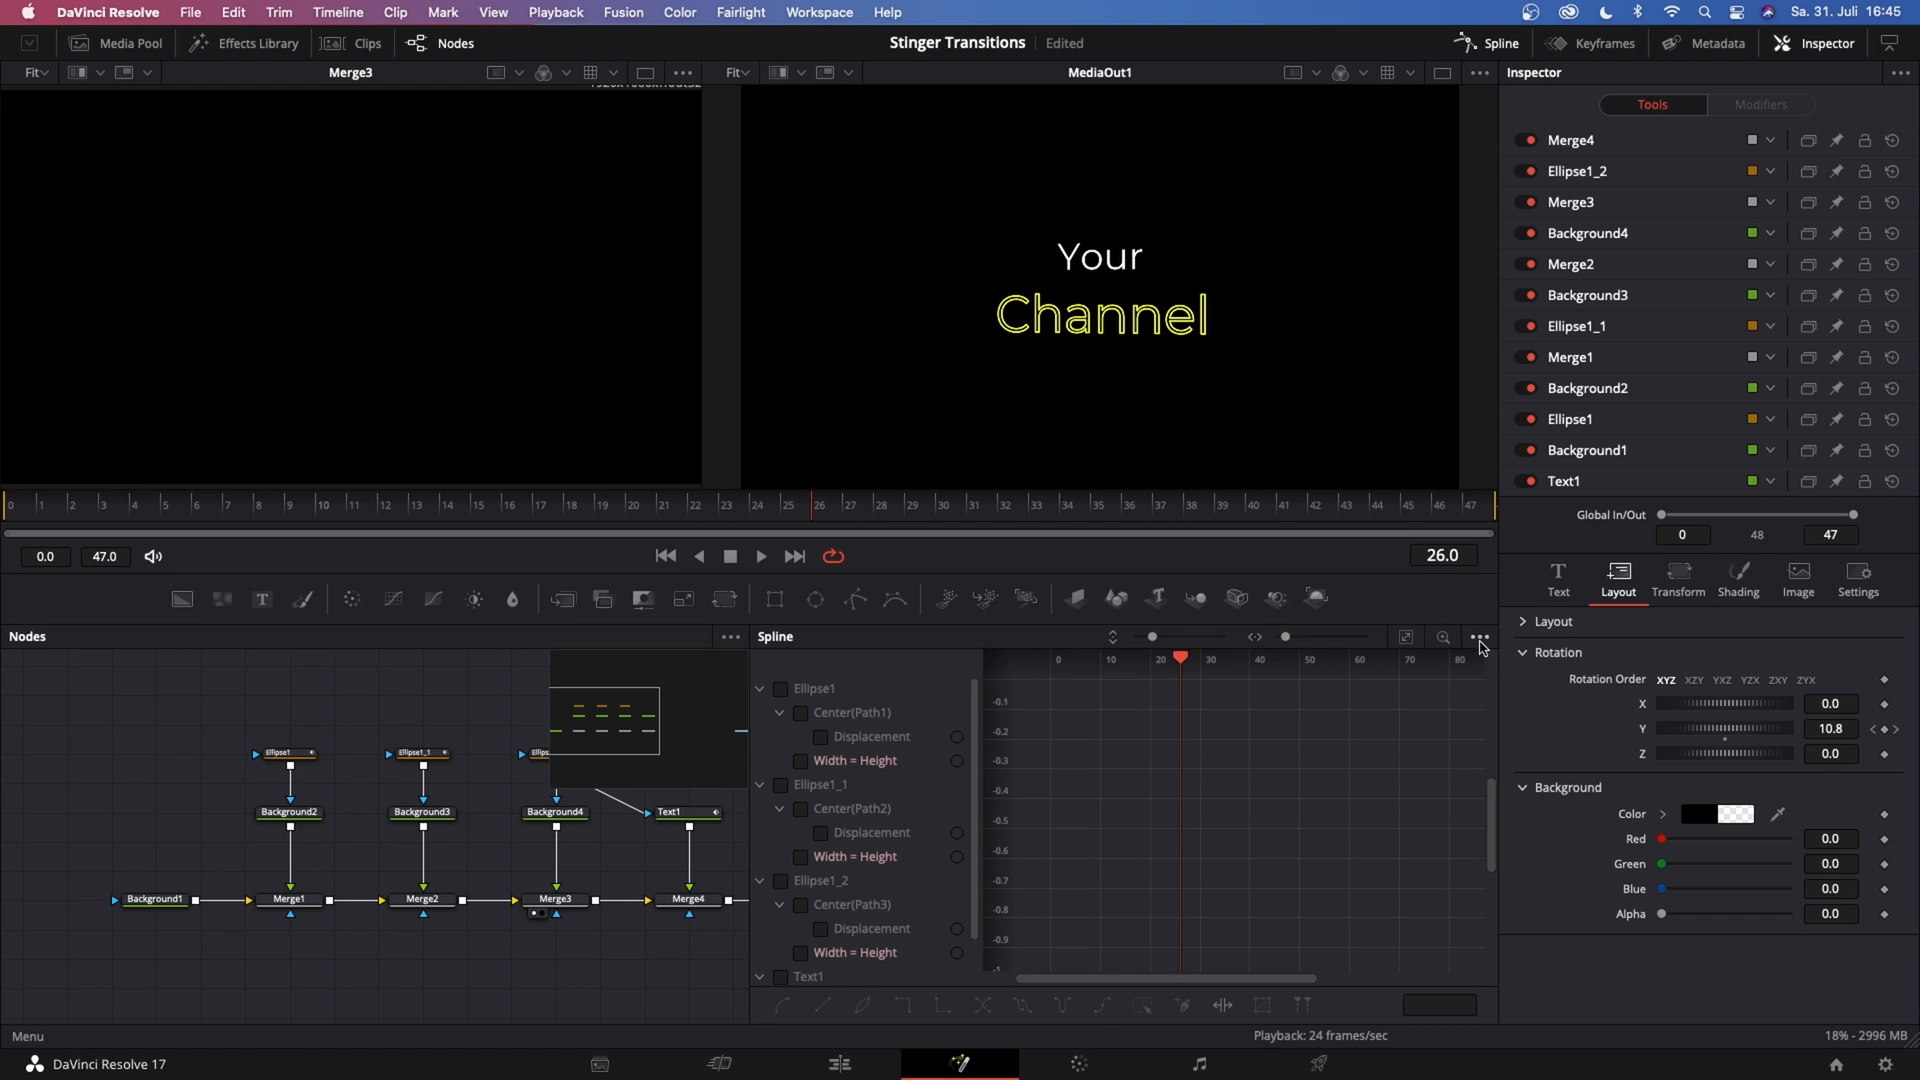 DaVinci Resolve File Edit Trim Timeline Clip Mark View Playback Fusion Color Fairlight Workspace Help Sa. 31. Juli 16:45
Media Pool Effects Library Clips Nodes Stinger Transitions Edited Spline Keyframes Metadata Inspector
Fit Merge3 Fit MediaOut1 Inspector
Tools Modifiers
Merge4
Ellipse1_2
Merge3
Background4
Merge2
Background3
Ellipse1_1
Merge1
Background2
Ellipse1
Background1
Text1
Your
Channel
0 1 2 3 4 5 6 7 8 9 10 11 12 13 14 15 16 17 18 19 20 21 22 23 24 25 26 27 28 29 30 31 32 33 34 35 36 37 38 39 40 41 42 43 44 45 46 47
0.0 47.0 26.0
Global In/Out
0 48 47
Text Layout Transform Shading Image Settings
Layout
Rotation
Rotation Order XYZ XZY YXZ YZX ZXY ZYX
X 0.0
Y 10.8
Z 0.0
Background
Color
Red 0.0
Green 0.0
Blue 0.0
Alpha 0.0
Nodes
Ellipse1 Ellipse1_1 Ellips
Background2 Background3 Background4 Text1
Background1 Merge1 Merge2 Merge3 Merge4
Spline
0 10 20 30 40 50 60 70 80
Ellipse1
Center(Path1)
Displacement
Width = Height
Ellipse1_1
Center(Path2)
Displacement
Width = Height
Ellipse1_2
Center(Path3)
Displacement
Width = Height
Text1
-0.1
-0.2
-0.3
-0.4
-0.5
-0.6
-0.7
-0.8
-0.9
-1
Menu Playback: 24 frames/sec 18% - 2996 MB
DaVinci Resolve 17